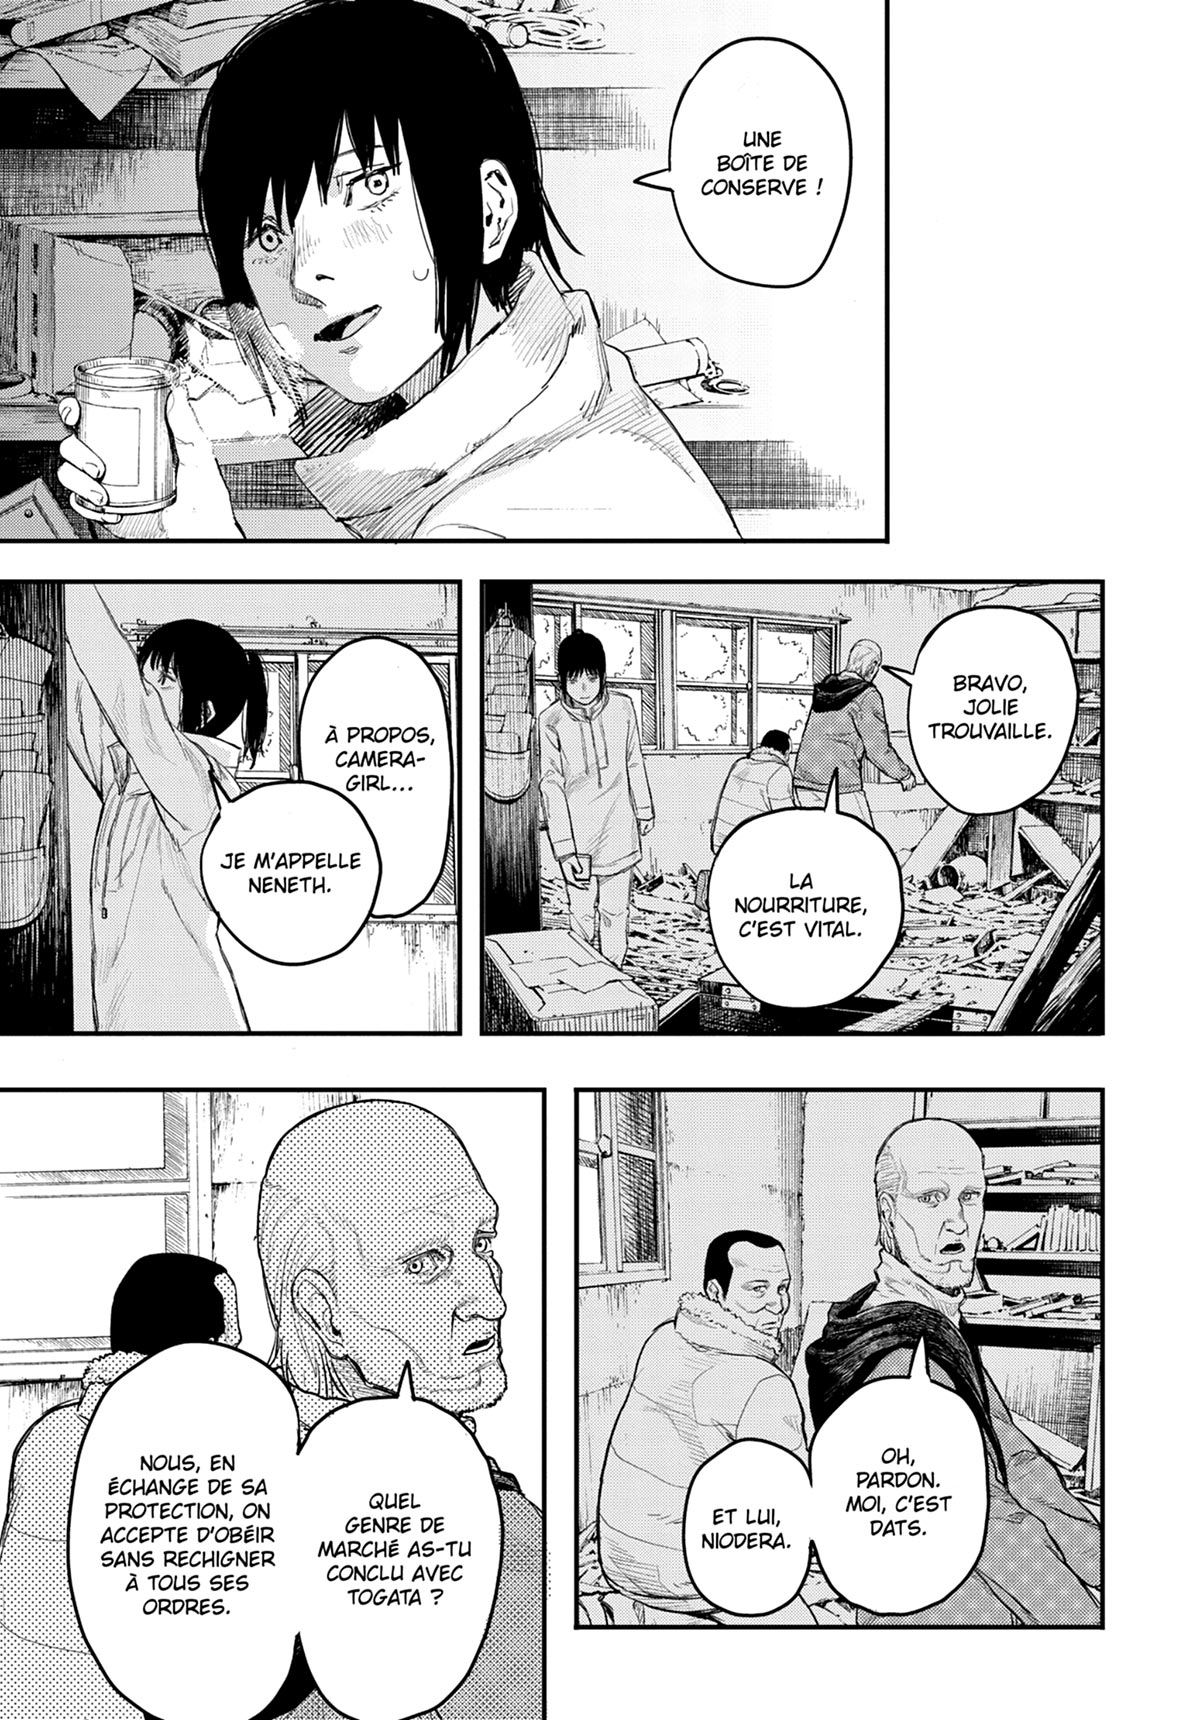 UNE
BOÎTE DE
CONSERVE !
BRAVO,
JOLIE
TROUVAILLE.
LA
NOURRITURE,
C'EST VITAL.
À PROPOS,
CAMERA-
GIRL...
JE M'APPELLE
NENETH.
OH,
PARDON.
MOI, C'EST
DATS.
ET LUI,
NIODERA.
QUEL
GENRE DE
MARCHÉ AS-TU
CONCLU AVEC
TOGATA ?
NOUS, EN
ÉCHANGE DE SA
PROTECTION, ON
ACCEPTE D'OBÉIR
SANS RECHIGNER
À TOUS SES
ORDRES.